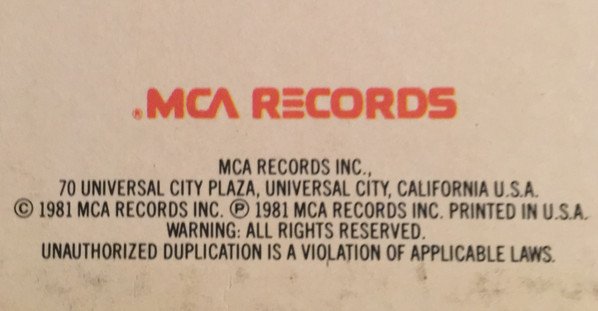 ® MCA RECORDS
MCA RECORDS INC.,
70 UNIVERSAL CITY PLAZA, UNIVERSAL CITY, CALIFORNIA U.S.A.
© 1981 MCA RECORDS INC. ℗ 1981 MCA RECORDS INC. PRINTED IN U.S.A.
WARNING: ALL RIGHTS RESERVED.
UNAUTHORIZED DUPLICATION IS A VIOLATION OF APPLICABLE LAWS.